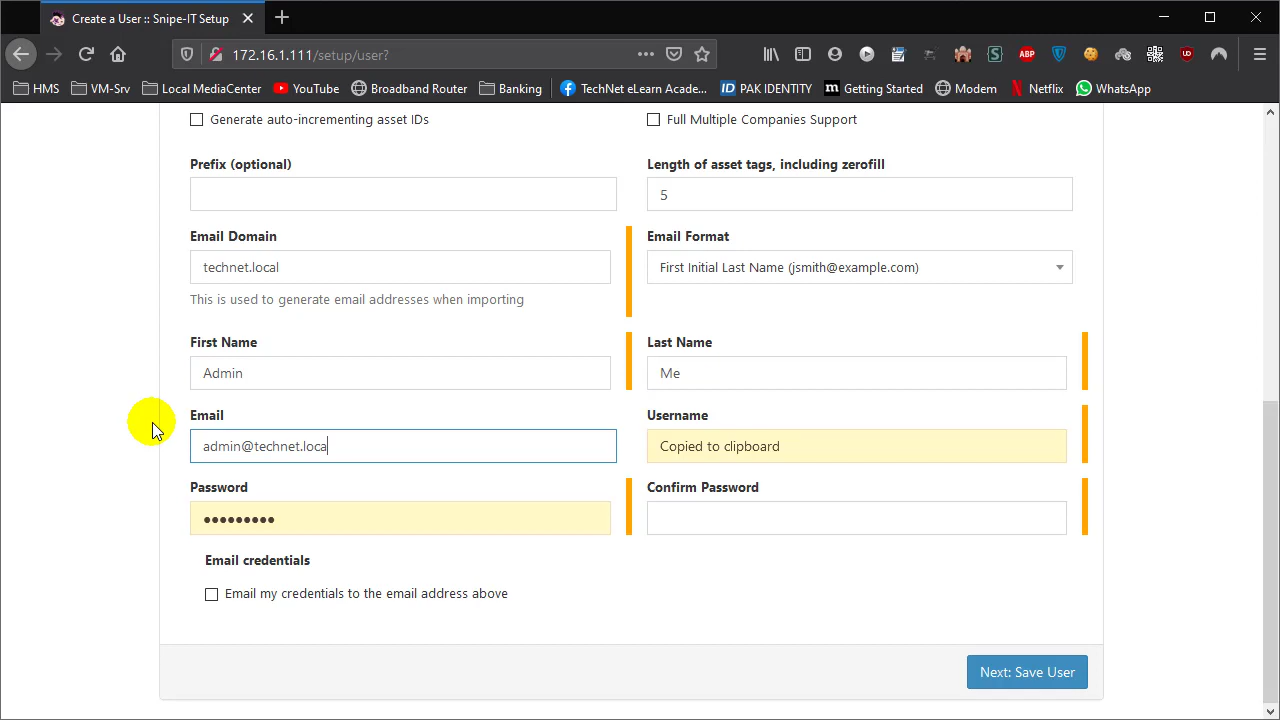 Create a User :: Snipe-IT Setup
172.16.1.111/setup/user?
HMS VM-Srv Local MediaCenter YouTube Broadband Router Banking TechNet eLearn Acade... PAK IDENTITY Getting Started Modem Netflix WhatsApp
Generate auto-incrementing asset IDs Full Multiple Companies Support
Prefix (optional) Length of asset tags, including zerofill
5
Email Domain Email Format
technet.local First Initial Last Name (jsmith@example.com)
This is used to generate email addresses when importing
First Name Last Name
Admin Me
Email Username
admin@technet.loca Copied to clipboard
Password Confirm Password
●●●●●●●●●
Email credentials
Email my credentials to the email address above
Next: Save User